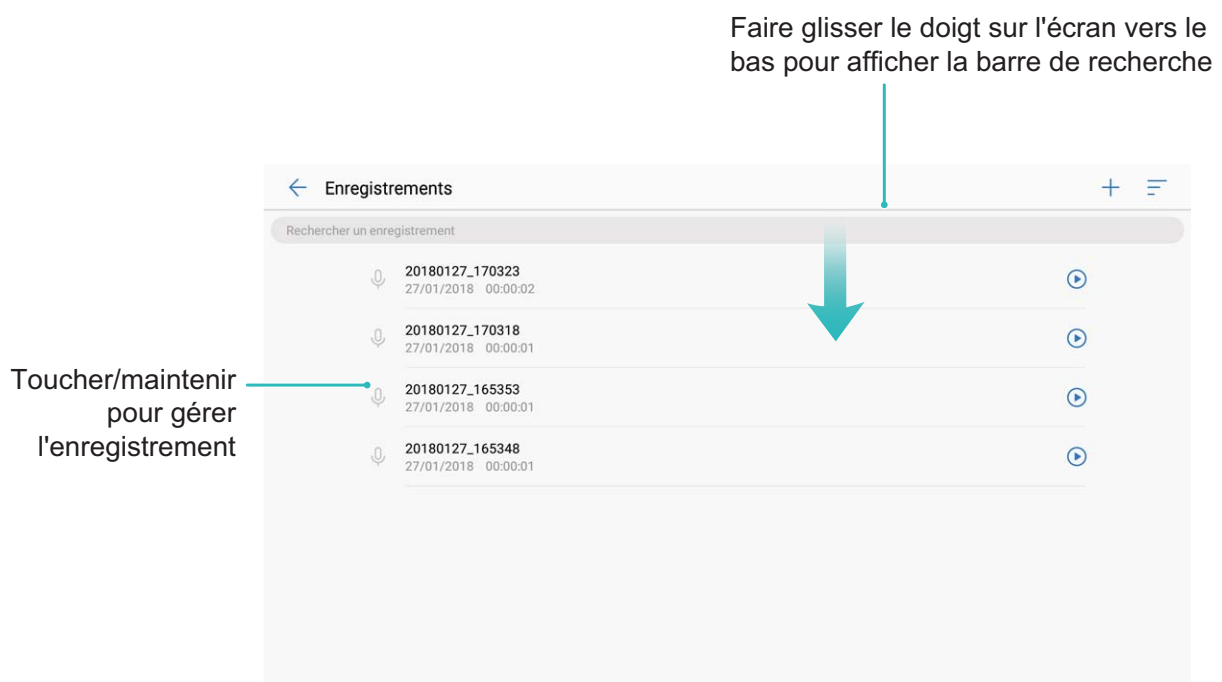 Faire glisser le doigt sur l'écran vers le
bas pour afficher la barre de recherche
Enregistrements
Rechercher un enregistrement
20180127_170323
27/01/2018 00:00:02
20180127_170318
27/01/2018 00:00:01
Toucher/maintenir
pour gérer
l'enregistrement
20180127_165353
27/01/2018 00:00:01
20180127_165348
27/01/2018 00:00:01